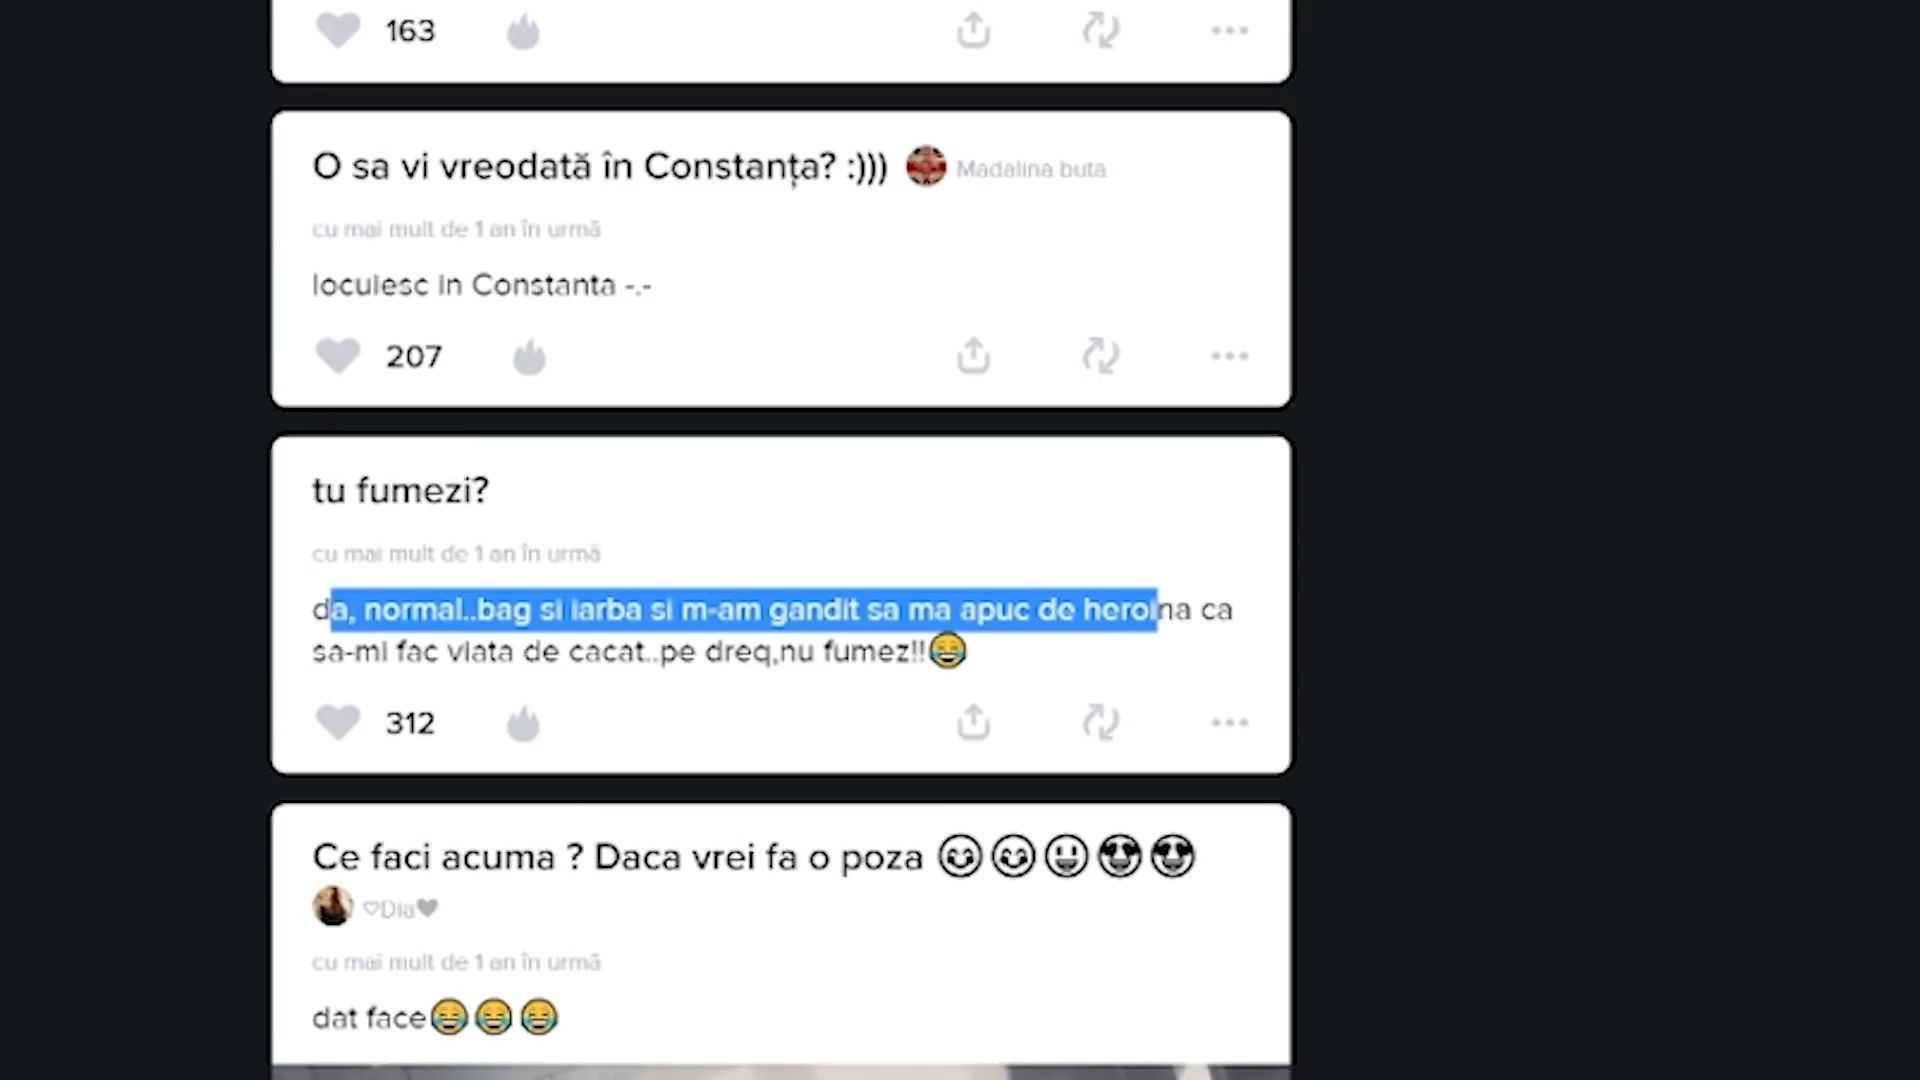 163
O sa vi vreodată în Constanța? :))) Madalina buta
cu mai mult de 1 an în urmă
locuiesc in Constanta -.-
207
tu fumezi?
cu mai mult de 1 an în urmă
da, normal..bag si iarba si m-am gandit sa ma apuc de heroina ca
sa-mi fac viata de cacat..pe dreq,nu fumez!!😂
312
Ce faci acuma ? Daca vrei fa o poza 😊😊😀😍😍
♡Dia♥
cu mai mult de 1 an în urmă
dat face😂😂😂